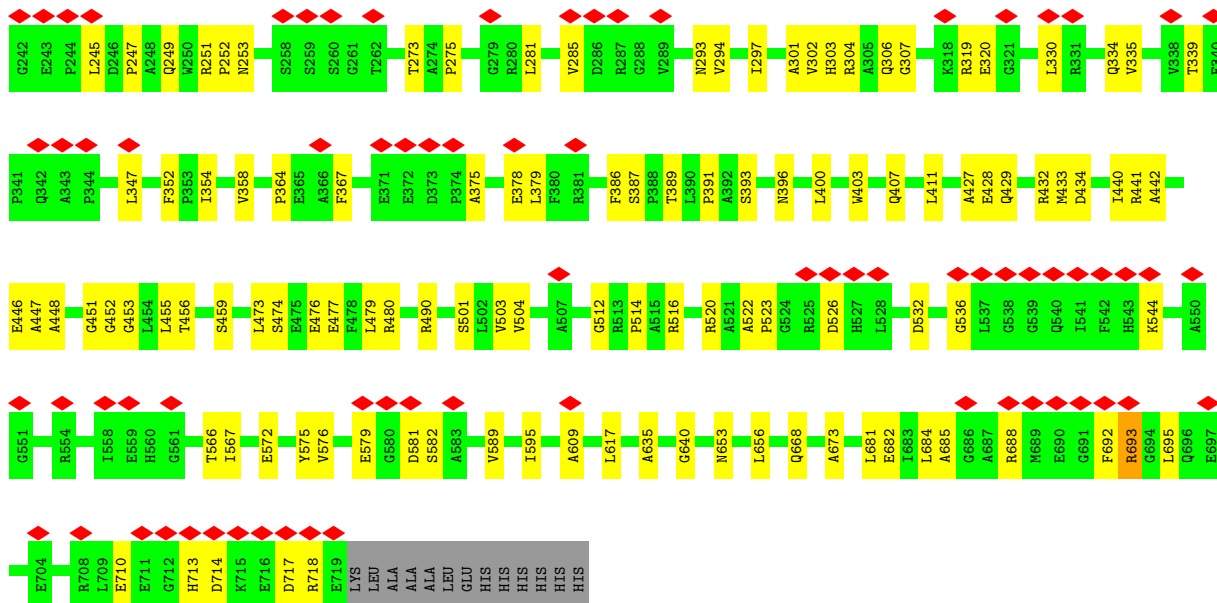 G242 E243 P244 L245 D246 P247 A248 Q249 W250 R251 P252 N253 S258 S259 S260 G261 T262 T273 A274 P275 G279 R280 L281 V285 D286 R287 G288 V289 N293 V294 I297 A301 V302 H303 R304 A305 Q306 G307 K318 R319 E320 G321 L330 R331 Q334 V335 V338 T339 E340
P341 Q342 A343 P344 L347 F352 P353 I354 V358 P364 E365 A366 F367 E371 E372 D373 P374 A375 E378 L379 F380 R381 F386 S387 P388 T389 L390 P391 A392 S393 N396 L400 W403 Q407 L411 A427 E428 Q429 R432 M433 D434 I440 R441 A442
E446 A447 A448 G451 G452 G453 L454 L455 T456 S459 L473 S474 E475 E476 E477 F478 L479 R480 R490 S501 L502 V503 V504 A507 G512 R513 P514 A515 R516 R520 A521 A522 P523 G524 R525 D526 H527 L528 D532 G536 L537 G538 G539 Q540 I541 F542 H543 K544 A550
G551 R554 I558 E559 H560 G561 T566 I567 E572 Y575 V576 E579 G580 D581 S582 A583 V589 I595 A609 L617 A635 G640 N653 L656 Q668 A673 L681 E682 I683 L684 A685 G686 A687 R688 M689 E690 G691 F692 R693 G694 L695 Q696 E697
E704 R708 L709 E710 E711 G712 H713 D714 K715 E716 D717 R718 E719 LYS LEU ALA ALA ALA LEU GLU HIS HIS HIS HIS HIS HIS